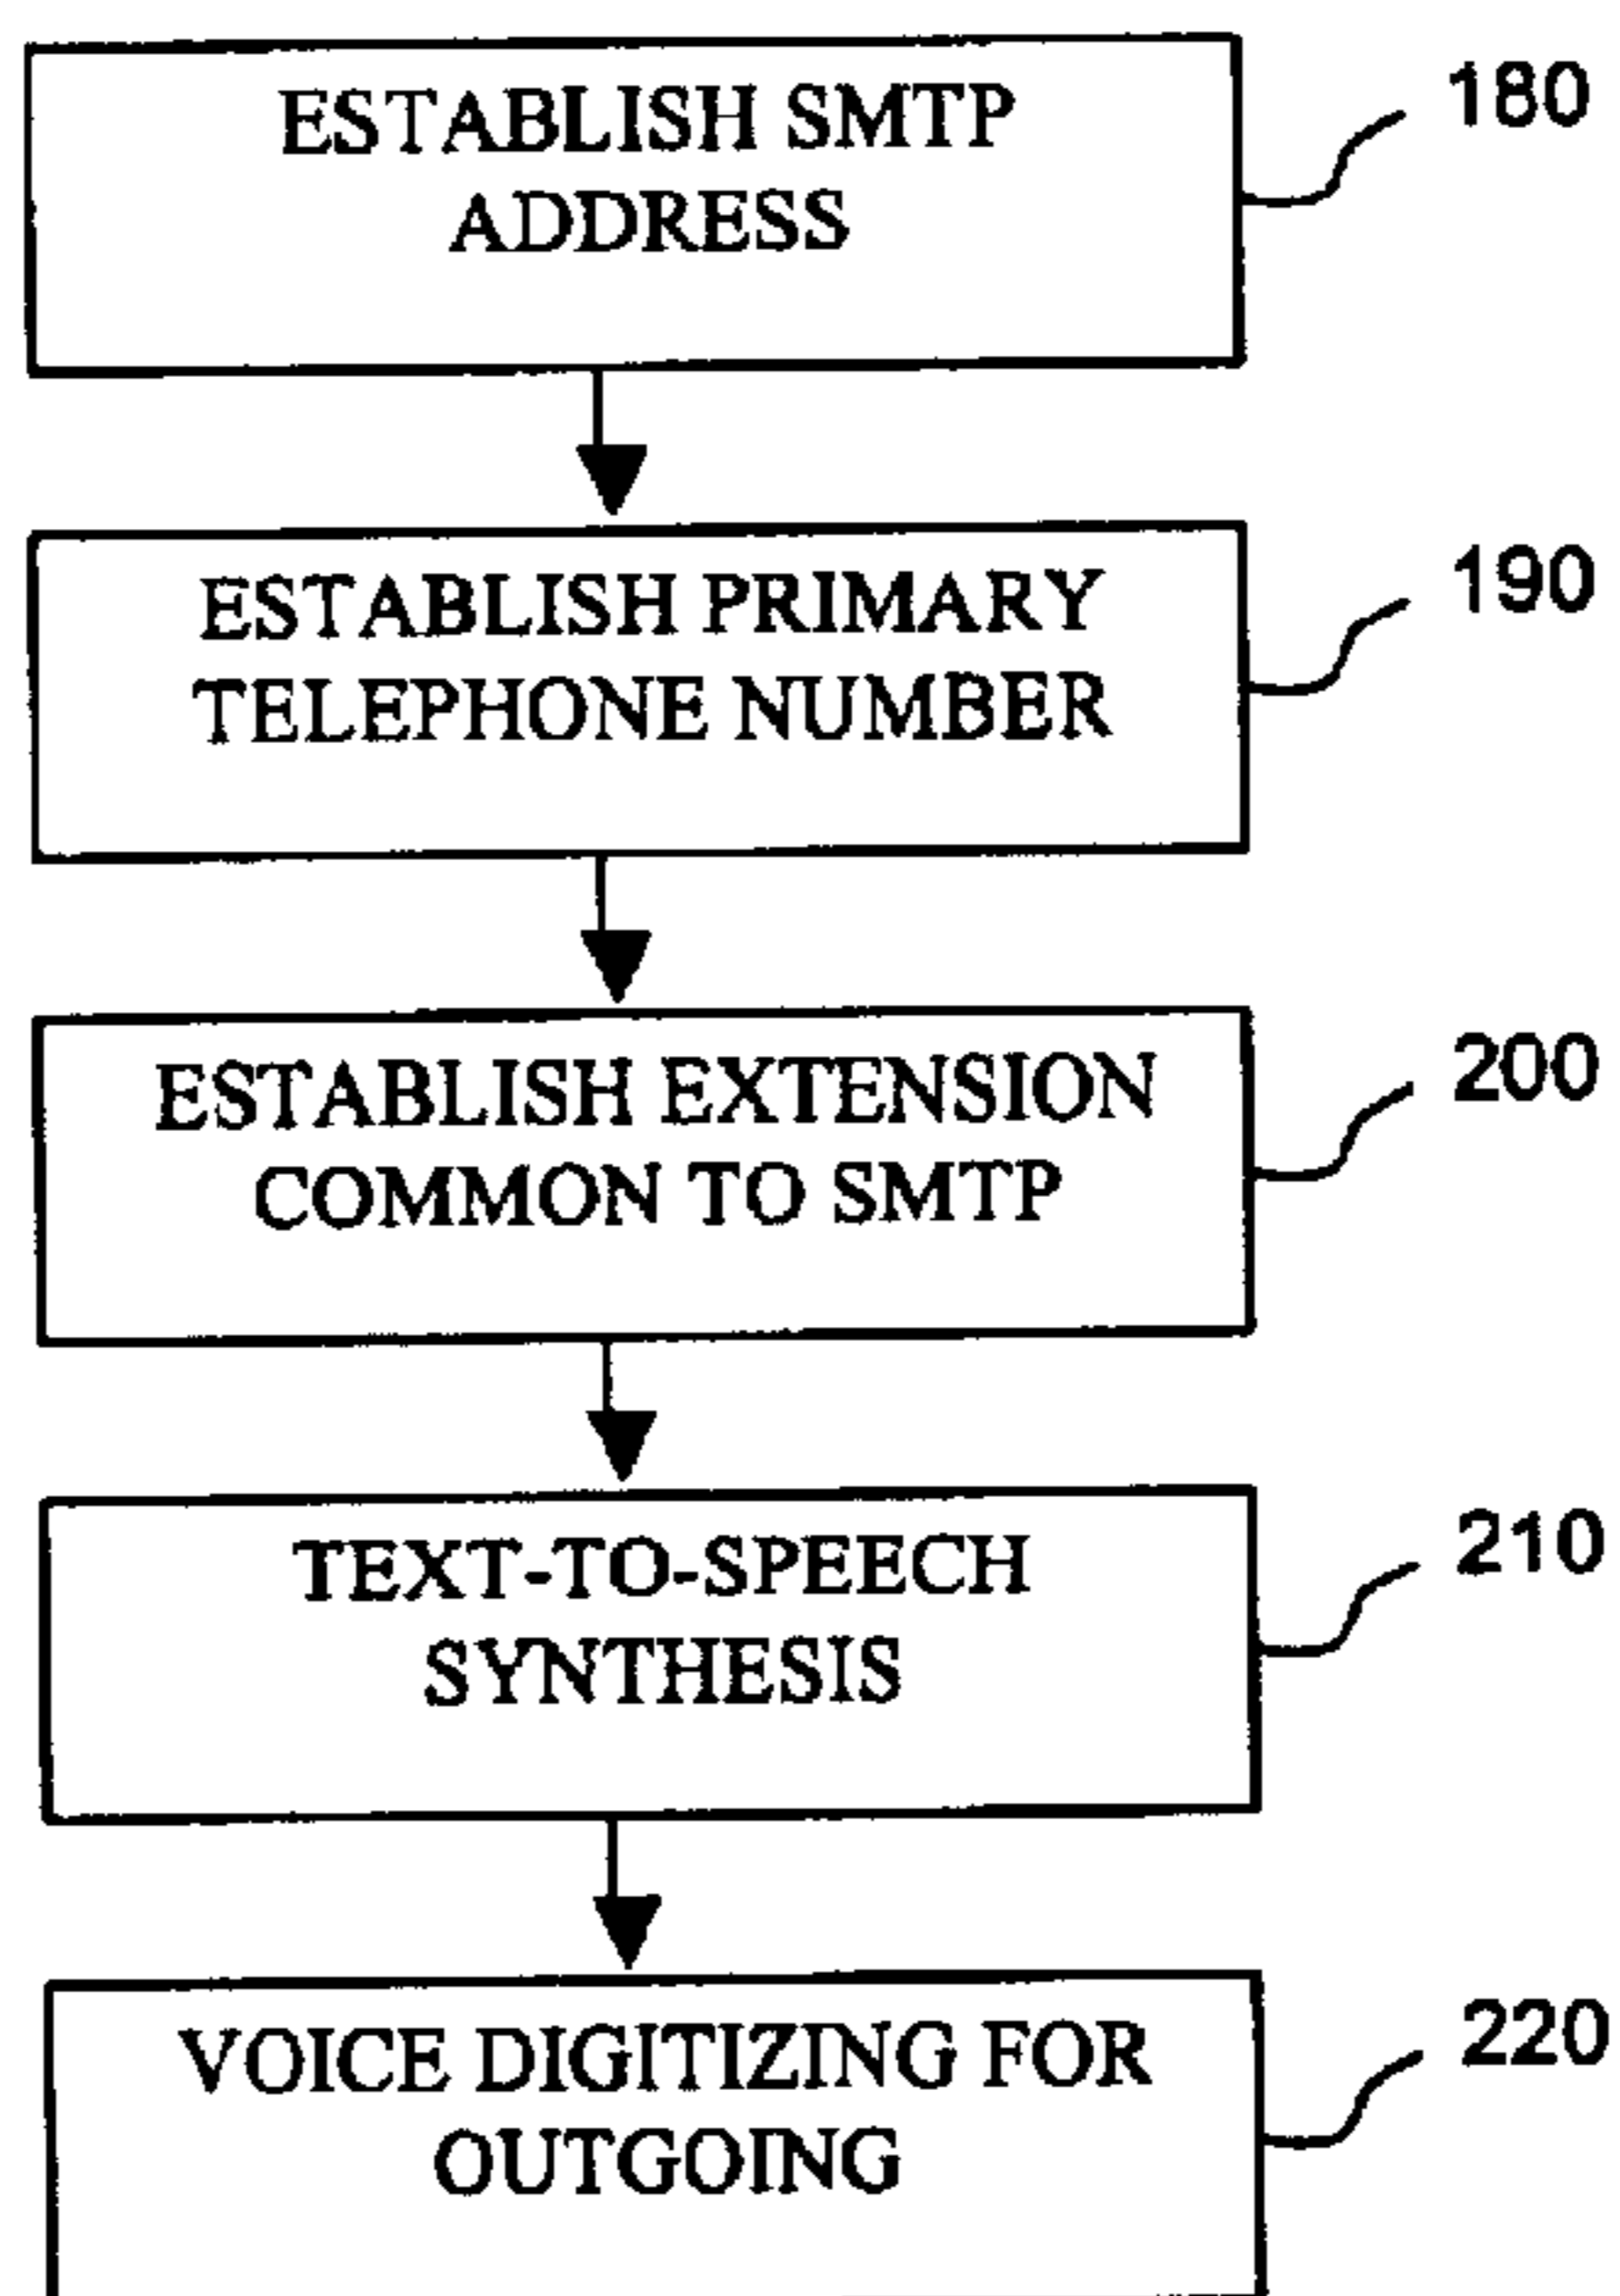 ESTABLISH SMTP
ADDRESS
180
ESTABLISH PRIMARY
TELEPHONE NUMBER
190
ESTABLISH EXTENSION
COMMON TO SMTP
200
TEXT-TO-SPEECH
SYNTHESIS
210
VOICE DIGITIZING FOR
OUTGOING
220